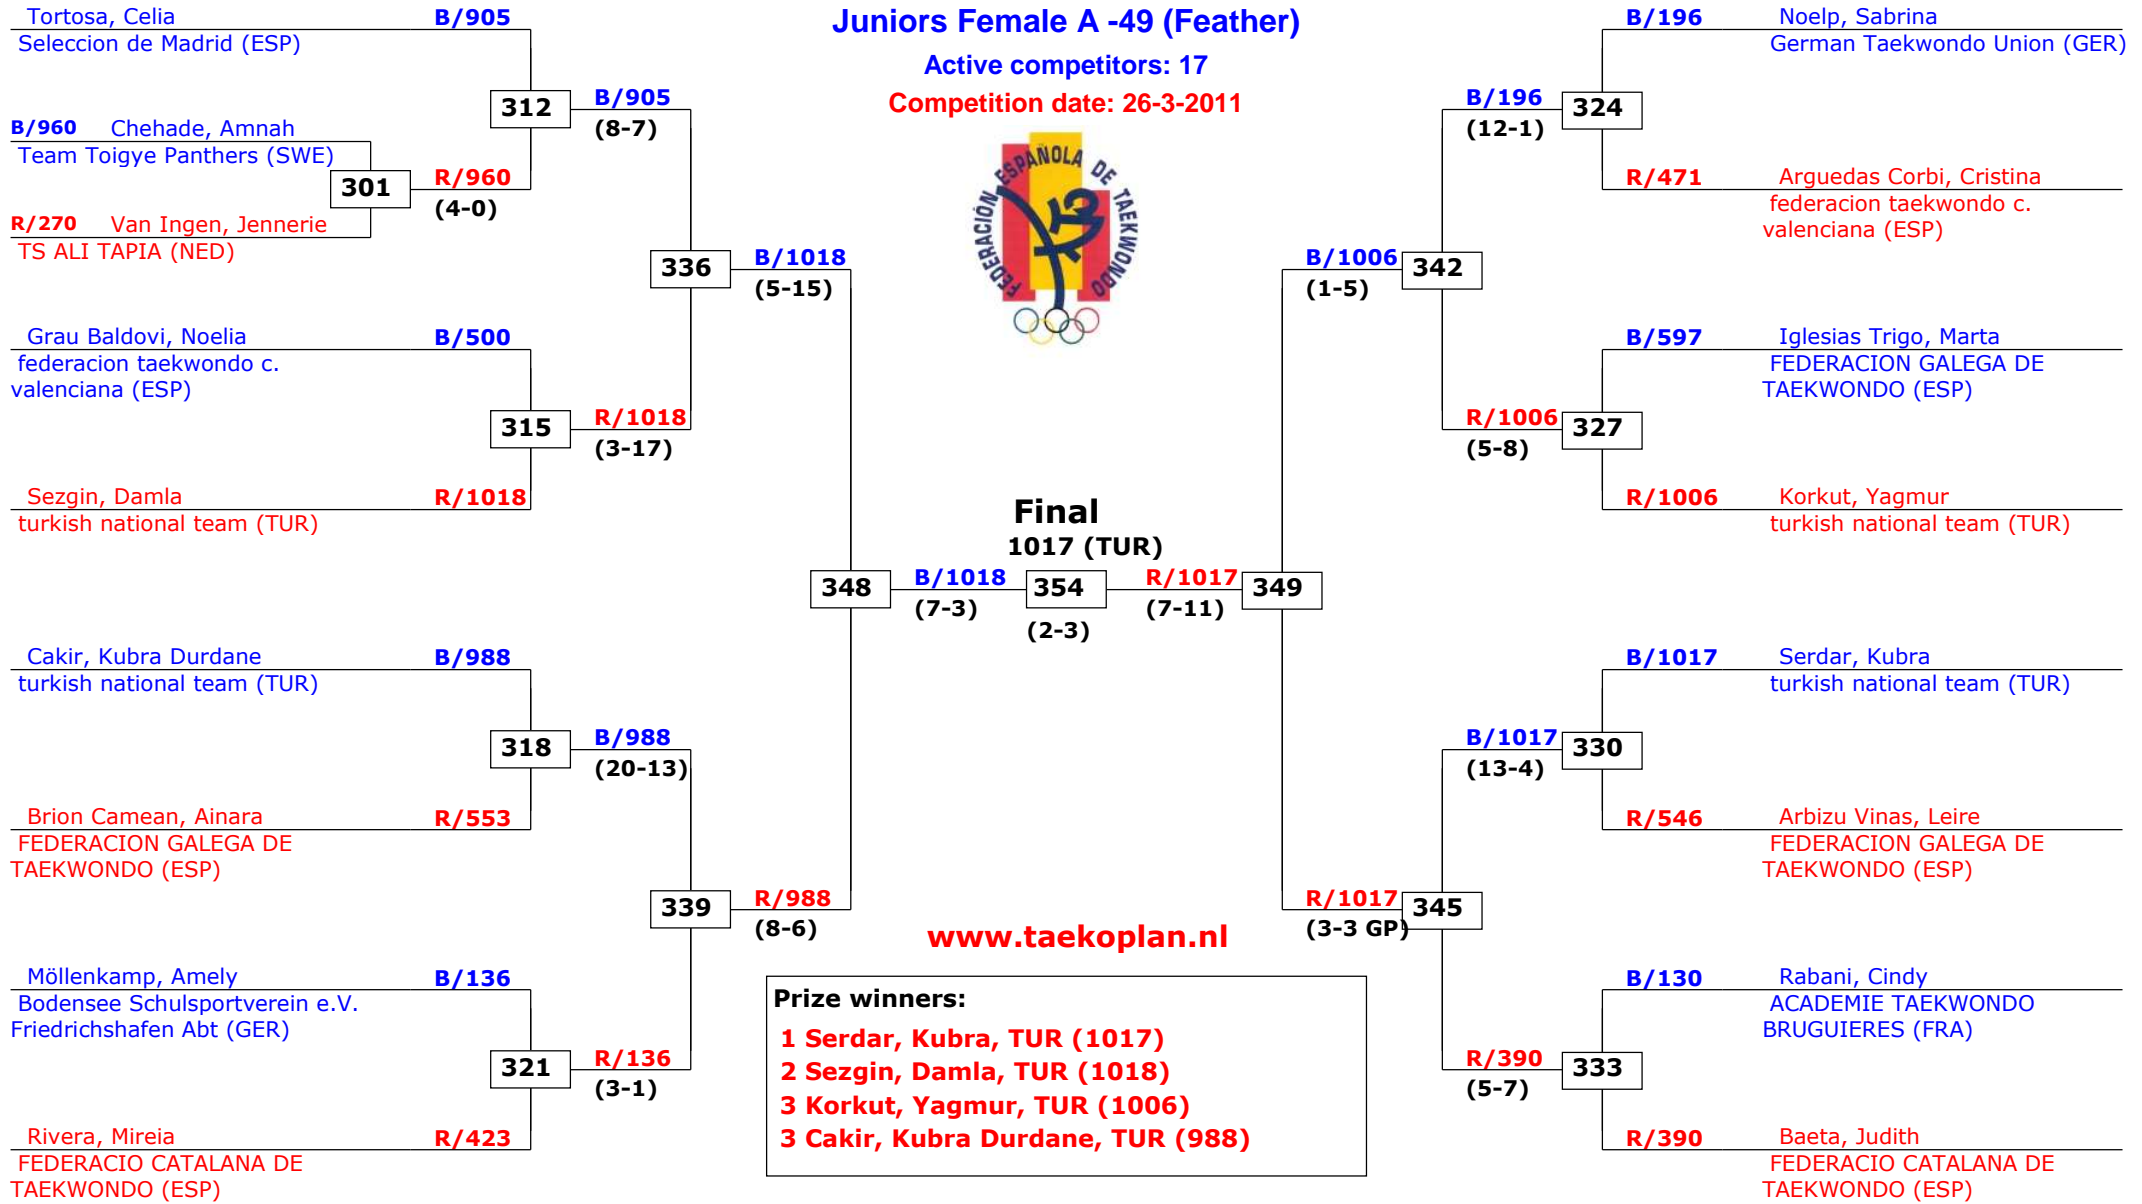 Juniors Female A -49 (Feather)
Active competitors: 17
Competition date: 26-3-2011
FEDERACIÓN ESPAÑOLA DE TAEKWONDO
Tortosa, Celia B/905
Seleccion de Madrid (ESP)
312
B/905
(8-7)
B/960 Chehade, Amnah
Team Toigye Panthers (SWE)
301
R/960
(4-0)
R/270 Van Ingen, Jennerie
TS ALI TAPIA (NED)
336
B/1018
(5-15)
Grau Baldovi, Noelia B/500
federacion taekwondo c.
valenciana (ESP)
315
R/1018
(3-17)
Sezgin, Damla R/1018
turkish national team (TUR)
348
B/1018
(7-3)
Cakir, Kubra Durdane B/988
turkish national team (TUR)
318
B/988
(20-13)
Brion Camean, Ainara R/553
FEDERACION GALEGA DE
TAEKWONDO (ESP)
339
R/988
(8-6)
Möllenkamp, Amely B/136
Bodensee Schulsportverein e.V.
Friedrichshafen Abt (GER)
321
R/136
(3-1)
Rivera, Mireia R/423
FEDERACIO CATALANA DE
TAEKWONDO (ESP)
Final
1017 (TUR)
354
(2-3)
B/196 Noelp, Sabrina
German Taekwondo Union (GER)
B/196
(12-1)
324
R/471 Arguedas Corbi, Cristina
federacion taekwondo c.
valenciana (ESP)
B/1006
(1-5)
342
B/597 Iglesias Trigo, Marta
FEDERACION GALEGA DE
TAEKWONDO (ESP)
R/1006
(5-8)
327
R/1006 Korkut, Yagmur
turkish national team (TUR)
R/1017
(7-11)
349
B/1017 Serdar, Kubra
turkish national team (TUR)
B/1017
(13-4)
330
R/546 Arbizu Vinas, Leire
FEDERACION GALEGA DE
TAEKWONDO (ESP)
R/1017
(3-3 GP)
345
B/130 Rabani, Cindy
ACADEMIE TAEKWONDO
BRUGUIERES (FRA)
R/390
(5-7)
333
R/390 Baeta, Judith
FEDERACIO CATALANA DE
TAEKWONDO (ESP)
www.taekoplan.nl
Prize winners:
1 Serdar, Kubra, TUR (1017)
2 Sezgin, Damla, TUR (1018)
3 Korkut, Yagmur, TUR (1006)
3 Cakir, Kubra Durdane, TUR (988)